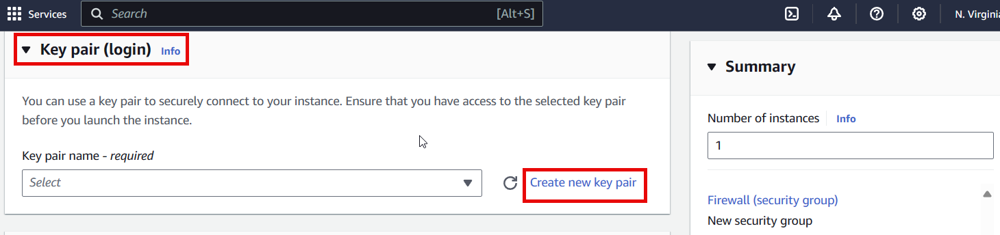 Services
Search
[Alt+S]
N. Virginia
Key pair (login) Info
You can use a key pair to securely connect to your instance. Ensure that you have access to the selected key pair
before you launch the instance.
Key pair name - required
Select
Create new key pair
Summary
Number of instances Info
1
Firewall (security group)
New security group